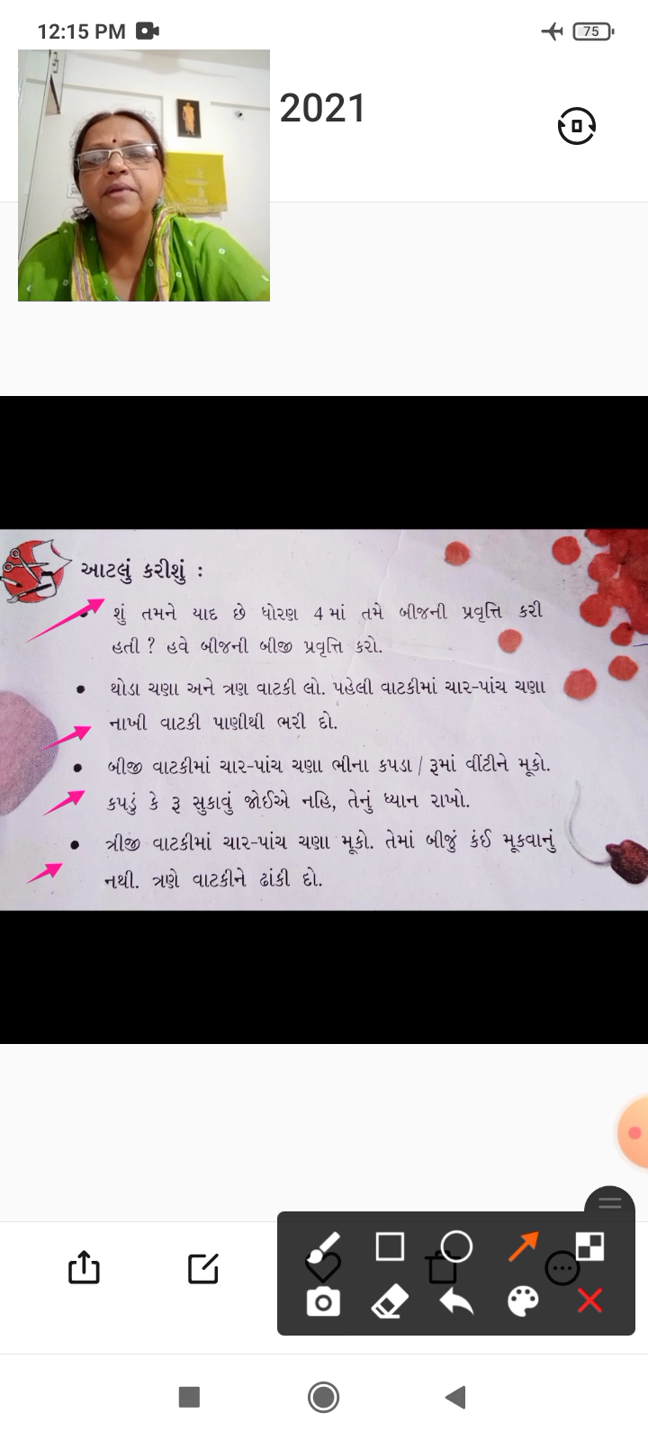 12:15 PM
75
2021
આટલું કરીશું :
શું તમને યાદ છે ધોરણ 4 માં તમે બીજની પ્રવૃત્તિ કરી
હતી ? હવે બીજની બીજી પ્રવૃત્તિ કરો.
• થોડા ચણા અને ત્રણ વાટકી લો. પહેલી વાટકીમાં ચાર-પાંચ ચણા
નાખી વાટકી પાણીથી ભરી દો.
• બીજી વાટકીમાં ચાર-પાંચ ચણા ભીના કપડા / રૂમાં વીંટીને મૂકો.
કપડું કે રૂ સુકાવું જોઈએ નહિ, તેનું ધ્યાન રાખો.
• ત્રીજી વાટકીમાં ચાર-પાંચ ચણા મૂકો. તેમાં બીજું કંઈ મૂકવાનું
નથી. ત્રણે વાટકીને ઢાંકી દો.